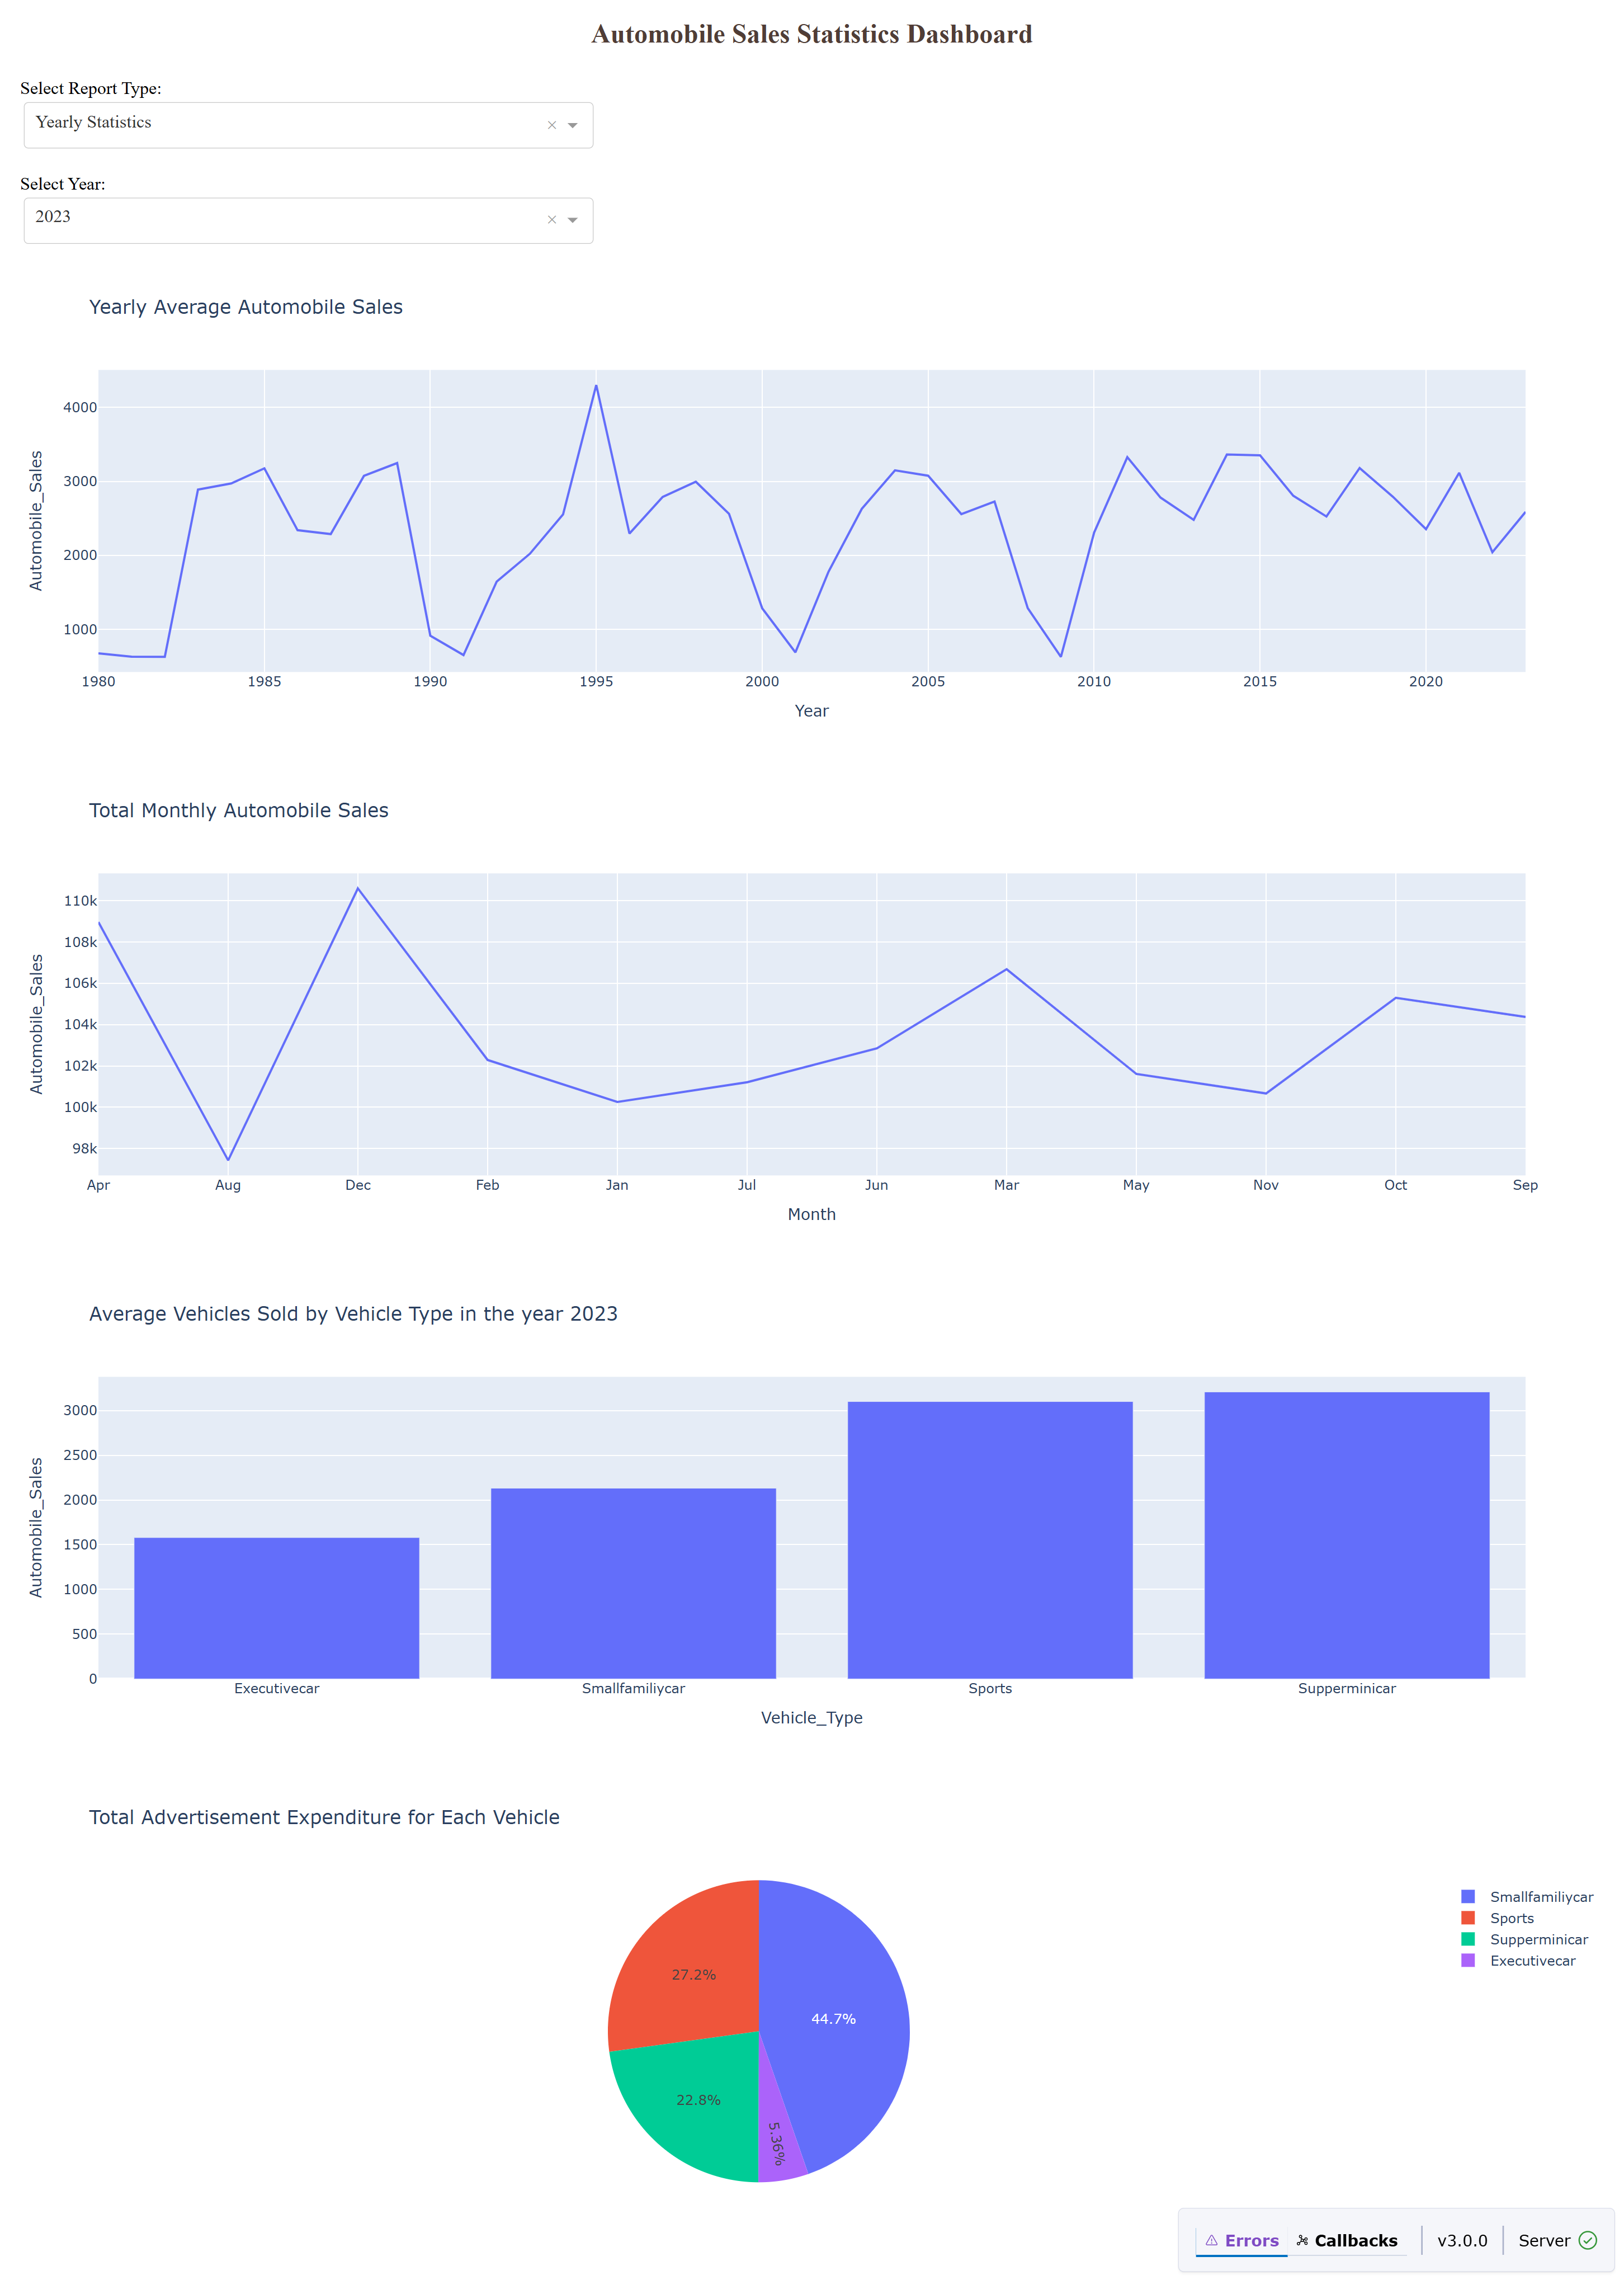 Automobile Sales Statistics Dashboard
Select Report Type:
Yearly Statistics
Select Year:
2023
Yearly Average Automobile Sales
Automobile_Sales
4000
3000
2000
1000
1980 1985 1990 1995 2000 2005 2010 2015 2020
Year
Total Monthly Automobile Sales
Automobile_Sales
110k
108k
106k
104k
102k
100k
98k
Apr Aug Dec Feb Jan Jul Jun Mar May Nov Oct Sep
Month
Average Vehicles Sold by Vehicle Type in the year 2023
Automobile_Sales
3000
2500
2000
1500
1000
500
0
Executivecar Smallfamiliycar Sports Supperminicar
Vehicle_Type
Total Advertisement Expenditure for Each Vehicle
27.2%
44.7%
22.8%
5.36%
Smallfamiliycar
Sports
Supperminicar
Executivecar
Errors Callbacks v3.0.0 Server